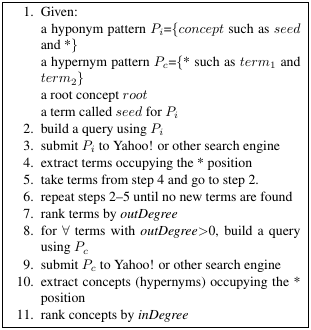 1. Given:
a hyponym pattern P_i={concept such as seed
and *}
a hypernym pattern P_c={* such as term_1 and
term_2}
a root concept root
a term called seed for P_i
2. build a query using P_i
3. submit P_i to Yahoo! or other search engine
4. extract terms occupying the * position
5. take terms from step 4 and go to step 2.
6. repeat steps 2–5 until no new terms are found
7. rank terms by outDegree
8. for ∀ terms with outDegree>0, build a query
using P_c
9. submit P_c to Yahoo! or other search engine
10. extract concepts (hypernyms) occupying the *
position
11. rank concepts by inDegree